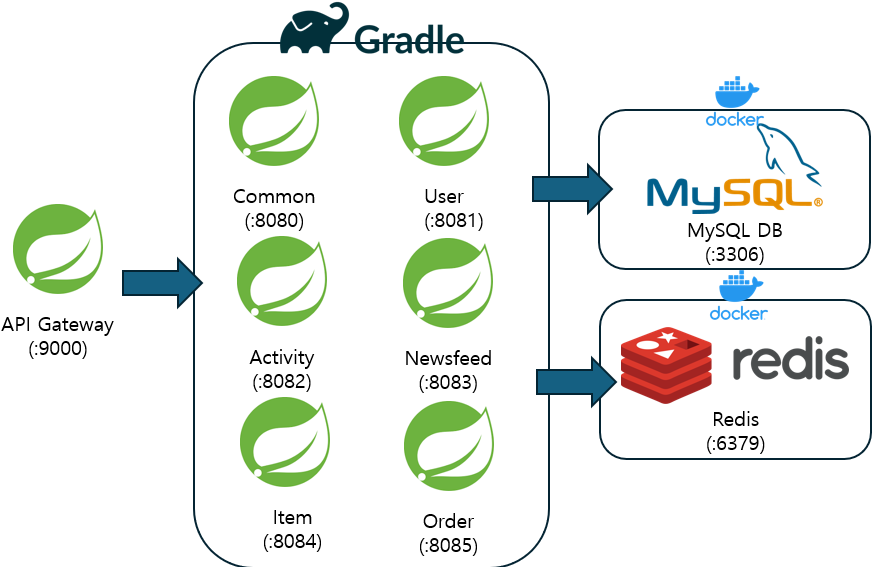 Gradle
Common
(:8080)
User
(:8081)
docker
MySQL®
MySQL DB
(:3306)
API Gateway
(:9000)
Activity
(:8082)
Newsfeed
(:8083)
docker
redis
Redis
(:6379)
Item
(:8084)
Order
(:8085)